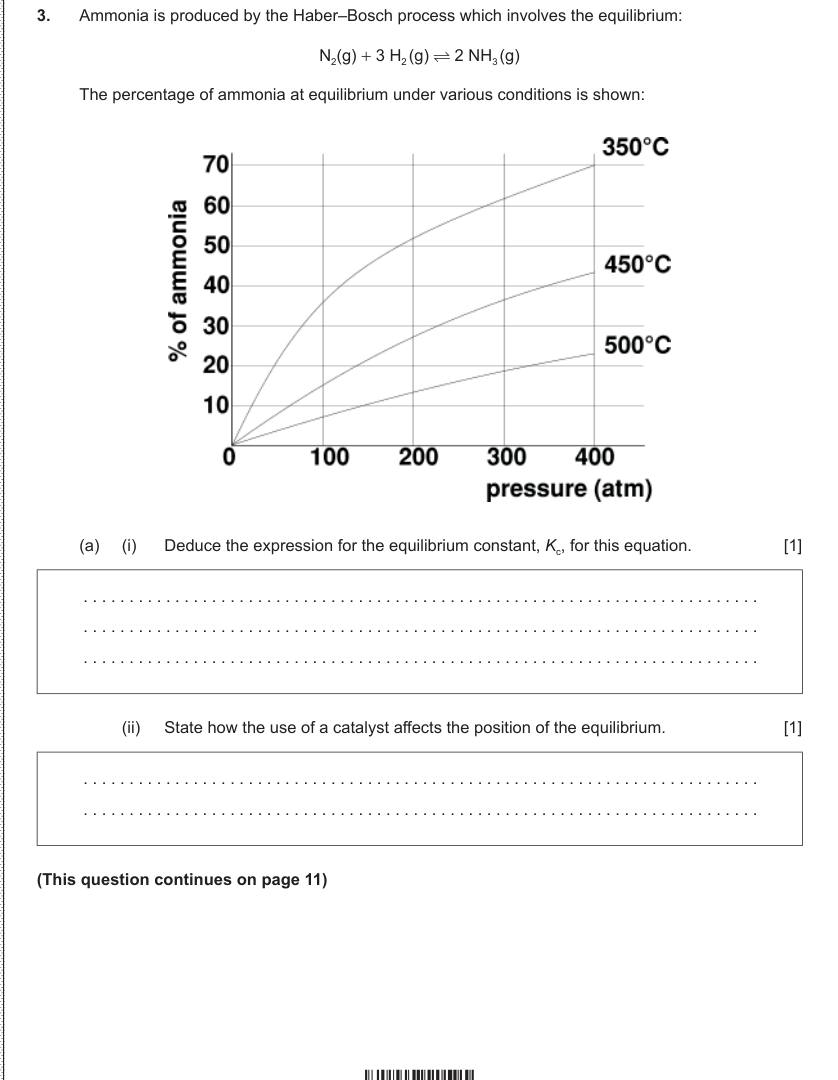 3. Ammonia is produced by the Haber–Bosch process which involves the equilibrium:
N₂(g) + 3 H₂(g) ⇌ 2 NH₃(g)
The percentage of ammonia at equilibrium under various conditions is shown:
350°C
70
60
50
450°C
40
% of ammonia
30
500°C
20
10
0 100 200 300 400
pressure (atm)
(a) (i) Deduce the expression for the equilibrium constant, Kc, for this equation. [1]
(ii) State how the use of a catalyst affects the position of the equilibrium. [1]
(This question continues on page 11)